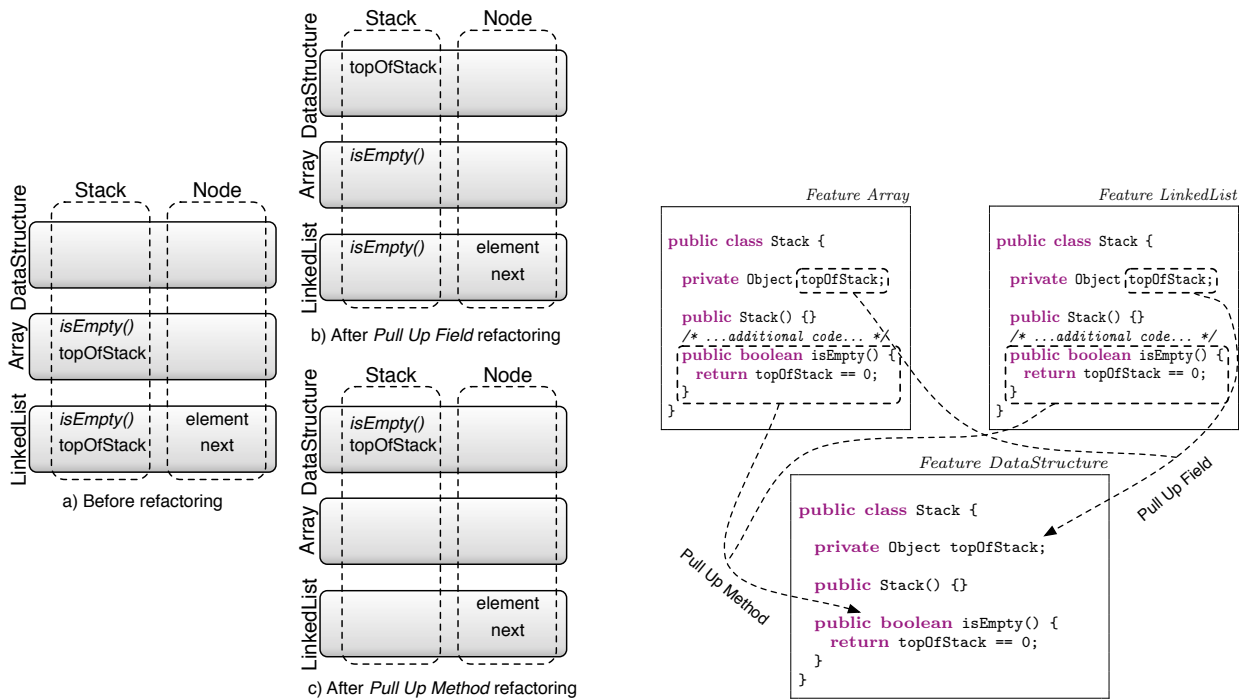 Stack Node
DataStructure
Array
isEmpty()
topOfStack
LinkedList
isEmpty() element
topOfStack next
a) Before refactoring
Stack Node
DataStructure
topOfStack
Array
isEmpty()
LinkedList
isEmpty() element
next
b) After Pull Up Field refactoring
Stack Node
DataStructure
isEmpty()
topOfStack
Array
LinkedList
element
next
c) After Pull Up Method refactoring
Feature Array
public class Stack {
private Object topOfStack;
public Stack() {}
/* ...additional code... */
public boolean isEmpty() {
return topOfStack == 0;
}
}
Feature LinkedList
public class Stack {
private Object topOfStack;
public Stack() {}
/* ...additional code... */
public boolean isEmpty() {
return topOfStack == 0;
}
}
Pull Up Method
Pull Up Field
Feature DataStructure
public class Stack {
private Object topOfStack;
public Stack() {}
public boolean isEmpty() {
return topOfStack == 0;
}
}